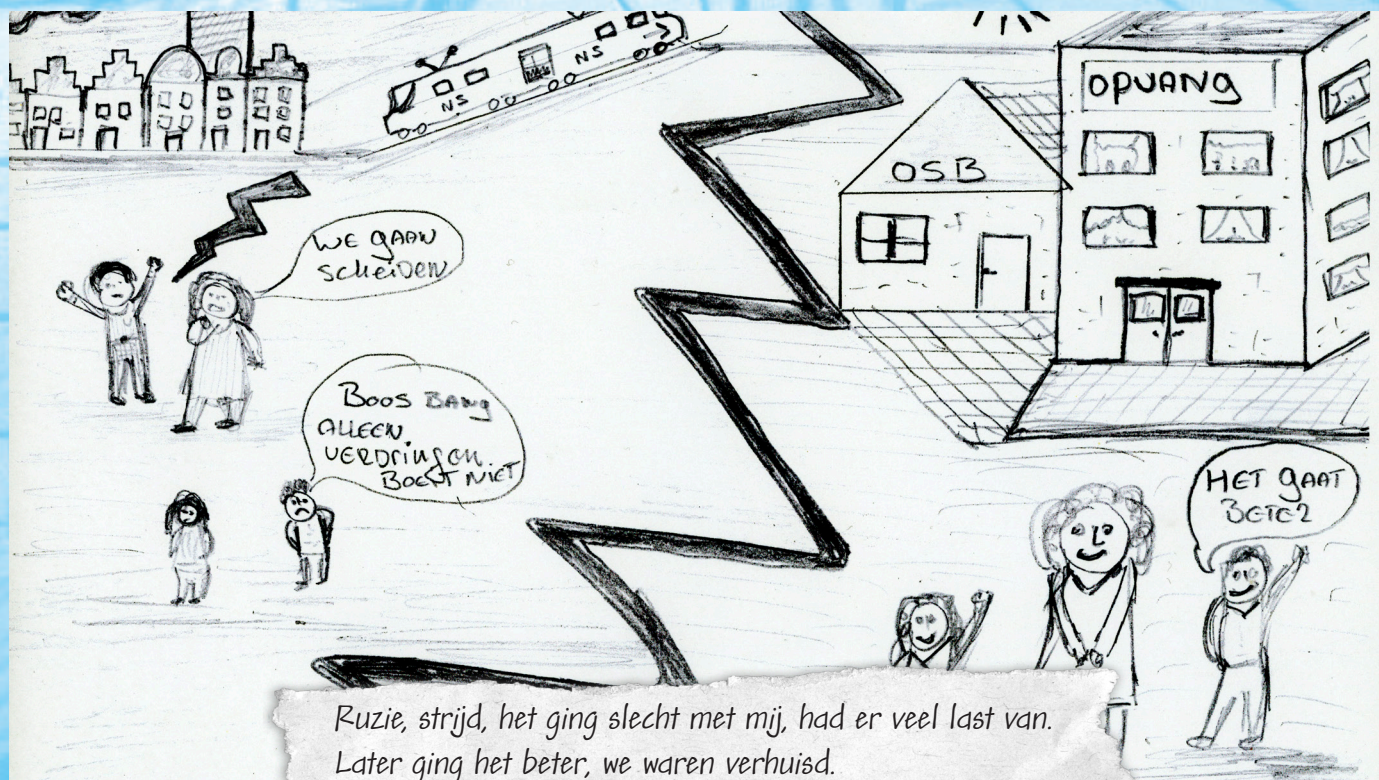 NS
NS
OPVANG
OSB
WE gAAN
ScheiDEN
BOOS BANg
ALLEEN.
VERDringEN.
BOEIT NIET
HET gAAT
BETER
Ruzie, strijd, het ging slecht met mij, had er veel last van.
Later ging het beter, we waren verhuisd.